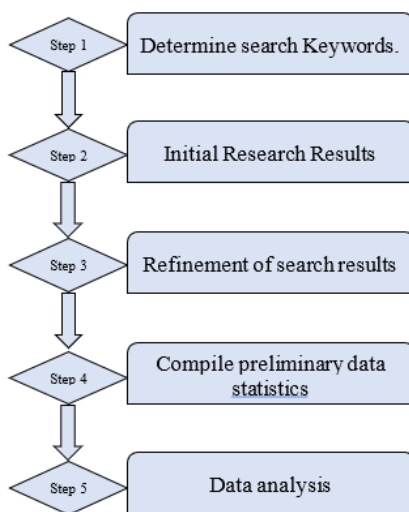 Step 1
Determine search Keywords.
Step 2
Initial Research Results
Step 3
Refinement of search results
Step 4
Compile preliminary data
statistics
Step 5
Data analysis